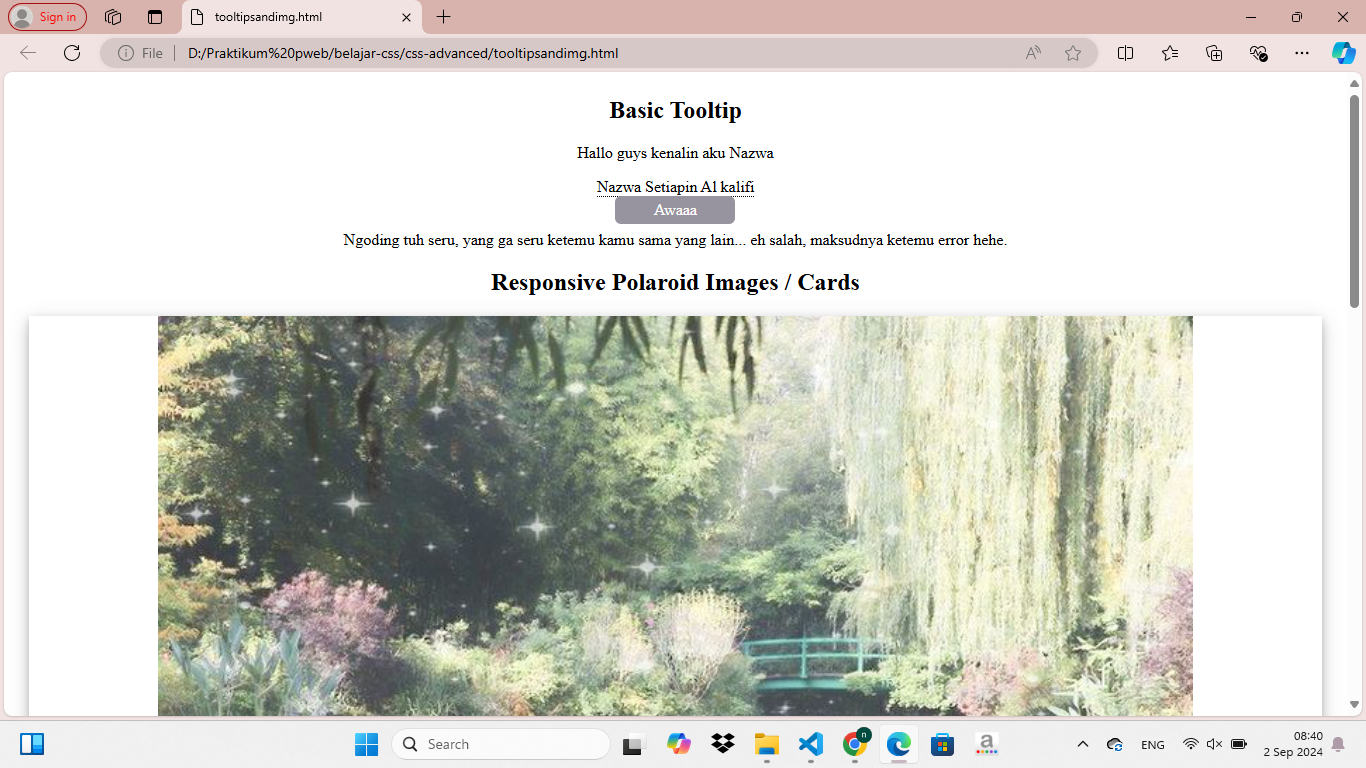 Sign in
tooltipsandimg.html
File
D:/Praktikum%20pweb/belajar-css/css-advanced/tooltipsandimg.html
Basic Tooltip
Hallo guys kenalin aku Nazwa
Nazwa Setiapin Al kalifi
Awaaa
Ngoding tuh seru, yang ga seru ketemu kamu sama yang lain... eh salah, maksudnya ketemu error hehe.
Responsive Polaroid Images / Cards
Search
n
a
ENG
08:40
2 Sep 2024